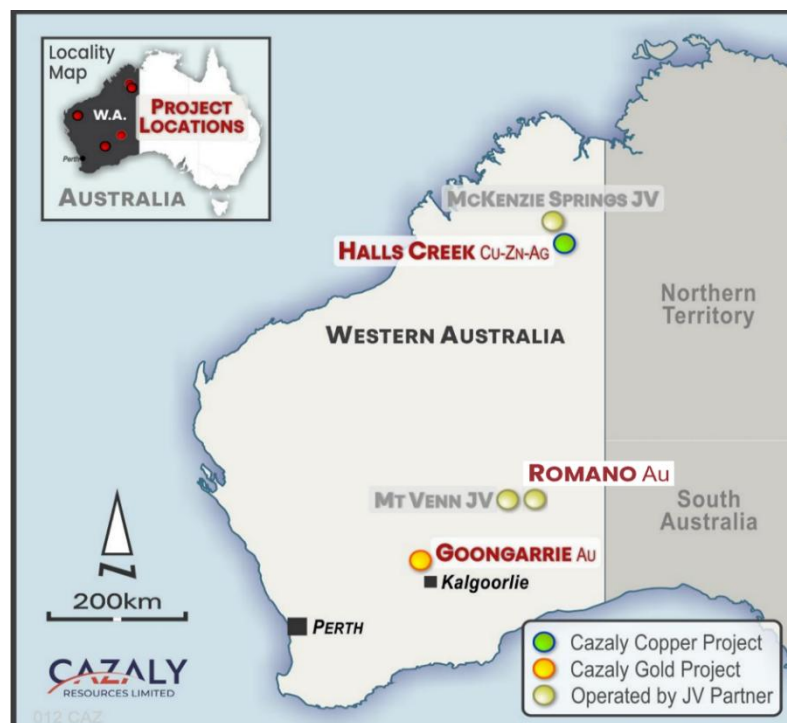 Locality
Map
W.A.
PROJECT
LOCATIONS
Perth
AUSTRALIA
MCKENZIE SPRINGS JV
HALLS CREEK CU-ZN-AG
Northern
Territory
WESTERN AUSTRALIA
ROMANO Au
MT VENN JV
South
Australia
GOONGARRIE AU
Kalgoorlie
N
200km
PERTH
Cazaly Copper Project
Cazaly Gold Project
Operated by JV Partner
CAZALY
RESOURCES LIMITED
012 CAZ